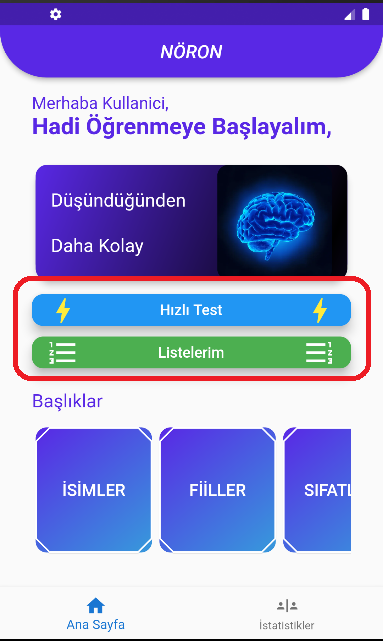 NÖRON
Merhaba Kullanici,
Hadi Öğrenmeye Başlayalım,
Düşündüğünden
Daha Kolay
Hızlı Test
Listelerim
Başlıklar
İSİMLER
FİİLLER
SIFATL
Ana Sayfa
İstatistikler